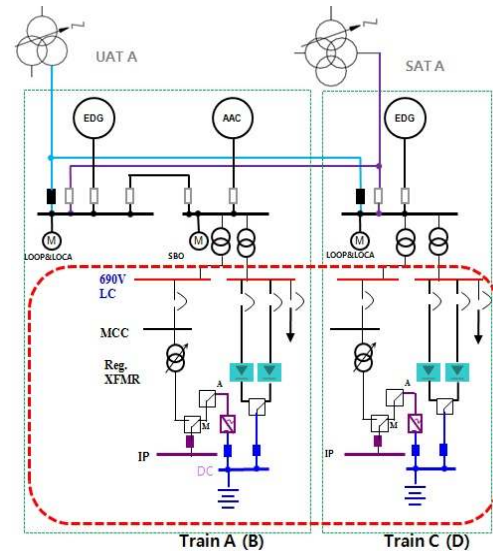 UAT A
SAT A
EDG
AAC
EDG
M
LOOP&LOCA
M
SBO
M
LOOP&LOCA
690V
LC
MCC
Reg.
XFMR
A
M
IP
DC
A
M
IP
Train A (B)
Train C (D)